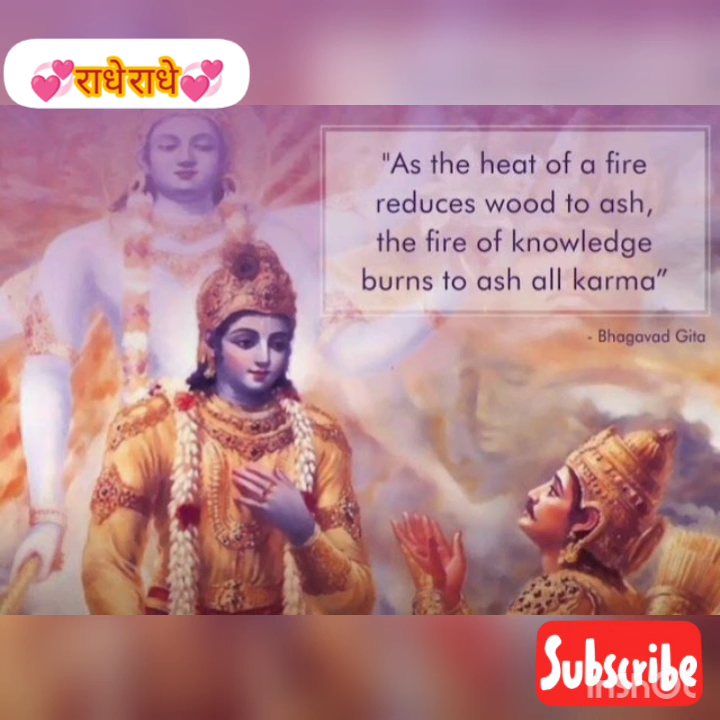 💞राधे राधे💞
"As the heat of a fire
reduces wood to ash,
the fire of knowledge
burns to ash all karma”
- Bhagavad Gita
Subscribe